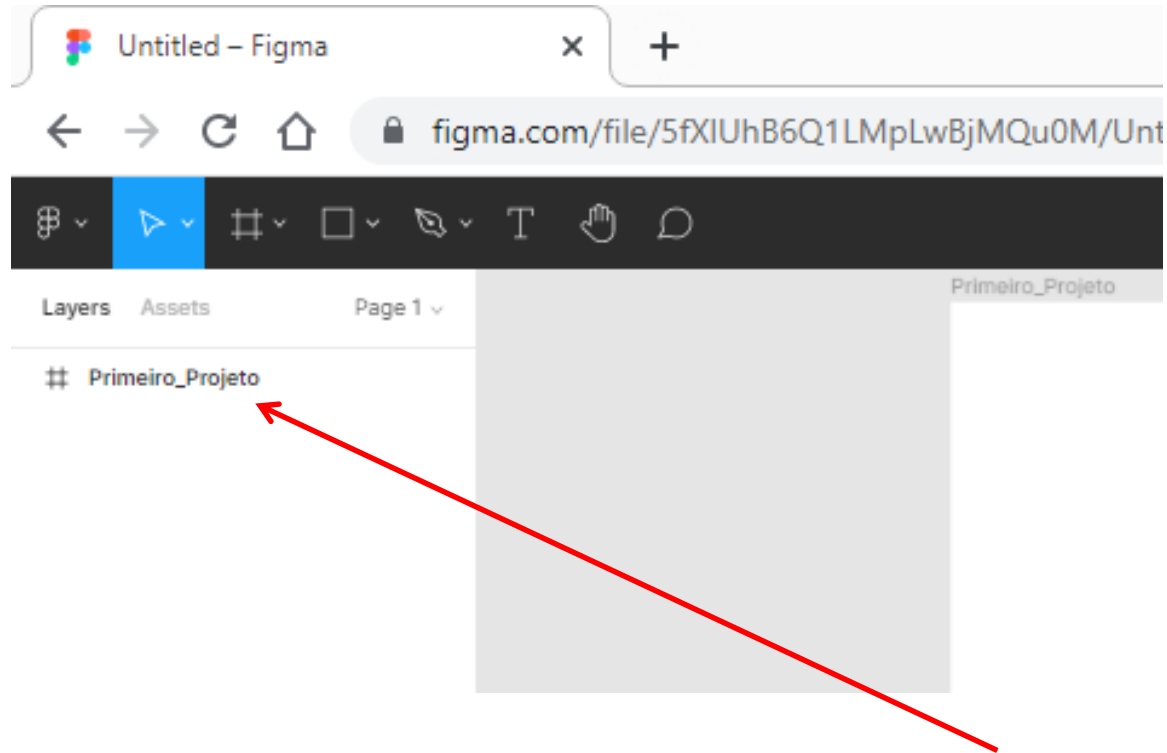 Untitled – Figma
figma.com/file/5fXIUhB6Q1LMpLwBjMQu0M/Unt
T
Layers Assets Page 1
Primeiro_Projeto
Primeiro_Projeto